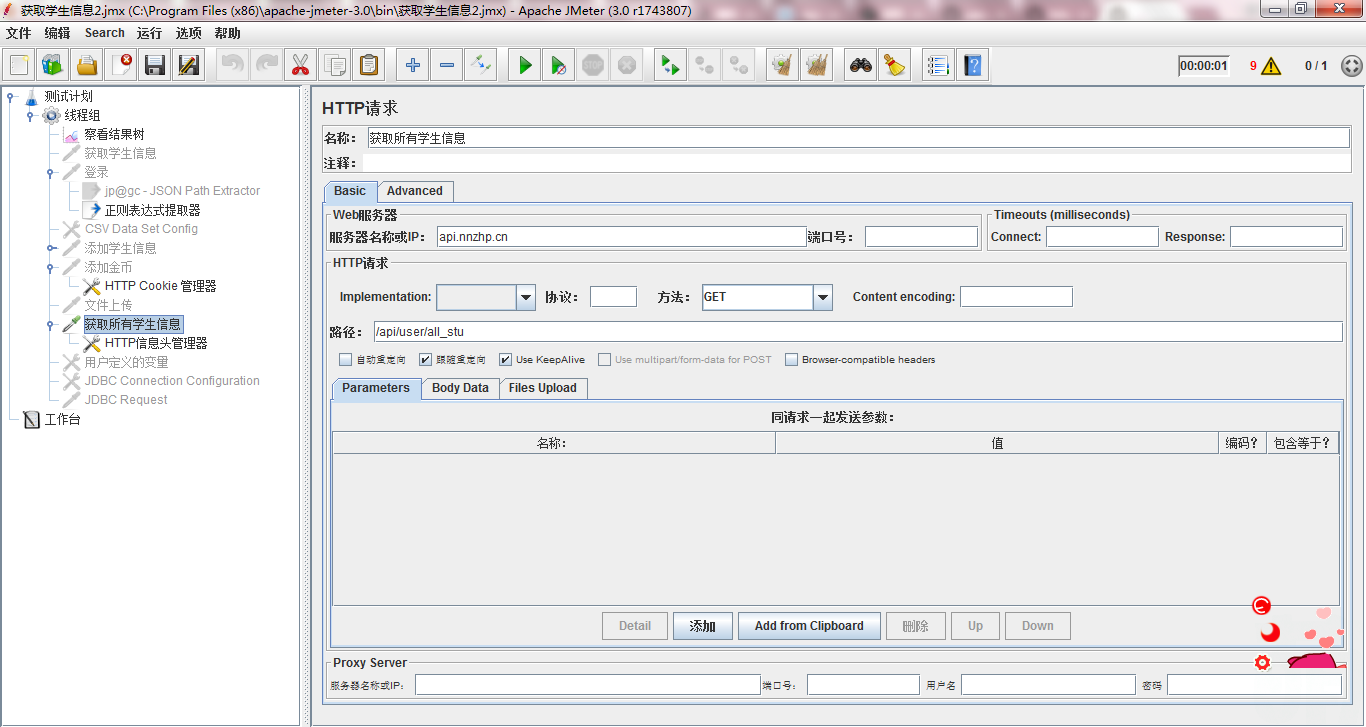 获取学生信息2.jmx (C:\Program Files (x86)\apache-jmeter-3.0\bin\获取学生信息2.jmx) - Apache JMeter (3.0 r1743807)
文件 编辑 Search 运行 选项 帮助
STOP 00:00:01 9 0 / 1
测试计划
线程组
察看结果树
获取学生信息
登录
jp@gc - JSON Path Extractor
正则表达式提取器
CSV Data Set Config
添加学生信息
添加金币
HTTP Cookie 管理器
文件上传
获取所有学生信息
HTTP信息头管理器
用户定义的变量
JDBC Connection Configuration
JDBC Request
工作台
HTTP请求
名称： 获取所有学生信息
注释：
Basic Advanced
Web服务器 Timeouts (milliseconds)
服务器名称或IP： api.nnzhp.cn 端口号： Connect: Response:
HTTP请求
Implementation: 协议： 方法： GET Content encoding:
路径： /api/user/all_stu
自动重定向 跟随重定向 Use KeepAlive Use multipart/form-data for POST Browser-compatible headers
Parameters Body Data Files Upload
同请求一起发送参数：
名称： 值 编码？ 包含等于？
Detail 添加 Add from Clipboard 删除 Up Down
Proxy Server
服务器名称或IP： 端口号： 用户名 密码